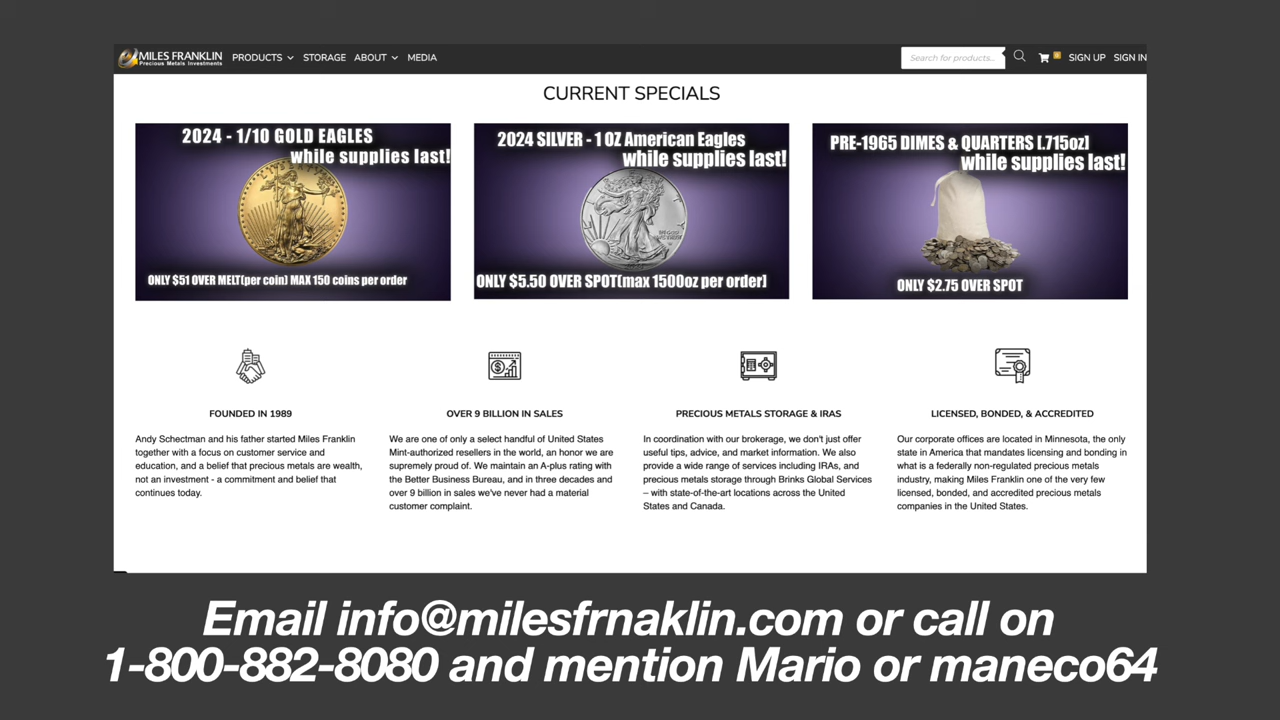 MILES FRANKLIN
Precious Metals Investments
PRODUCTS STORAGE ABOUT MEDIA
Search for products...
0
SIGN UP SIGN IN
CURRENT SPECIALS
2024 - 1/10 GOLD EAGLES
while supplies last!
ONLY $51 OVER MELT(per coin) MAX 150 coins per order
2024 SILVER - 1 OZ American Eagles
while supplies last!
ONLY $5.50 OVER SPOT(max 1500oz per order]
PRE-1965 DIMES & QUARTERS [.715oz]
while supplies last!
ONLY $2.75 OVER SPOT
FOUNDED IN 1989
Andy Schectman and his father started Miles Franklin
together with a focus on customer service and
education, and a belief that precious metals are wealth,
not an investment - a commitment and belief that
continues today.
OVER 9 BILLION IN SALES
We are one of only a select handful of United States
Mint-authorized resellers in the world, an honor we are
supremely proud of. We maintain an A-plus rating with
the Better Business Bureau, and in three decades and
over 9 billion in sales we've never had a material
customer complaint.
PRECIOUS METALS STORAGE & IRAS
In coordination with our brokerage, we don't just offer
useful tips, advice, and market information. We also
provide a wide range of services including IRAs, and
precious metals storage through Brinks Global Services
– with state-of-the-art locations across the United
States and Canada.
LICENSED, BONDED, & ACCREDITED
Our corporate offices are located in Minnesota, the only
state in America that mandates licensing and bonding in
what is a federally non-regulated precious metals
industry, making Miles Franklin one of the very few
licensed, bonded, and accredited precious metals
companies in the United States.
Email info@milesfrnaklin.com or call on
1-800-882-8080 and mention Mario or maneco64